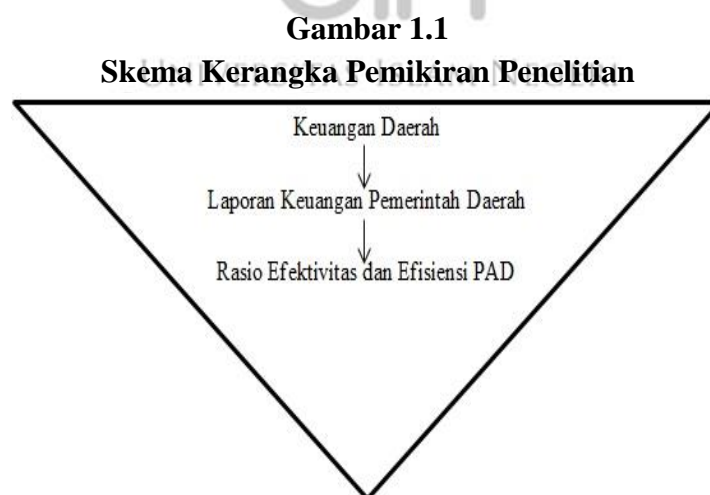 Gambar 1.1
Skema Kerangka Pemikiran Penelitian
Keuangan Daerah
Laporan Keuangan Pemerintah Daerah
Rasio Efektivitas dan Efisiensi PAD